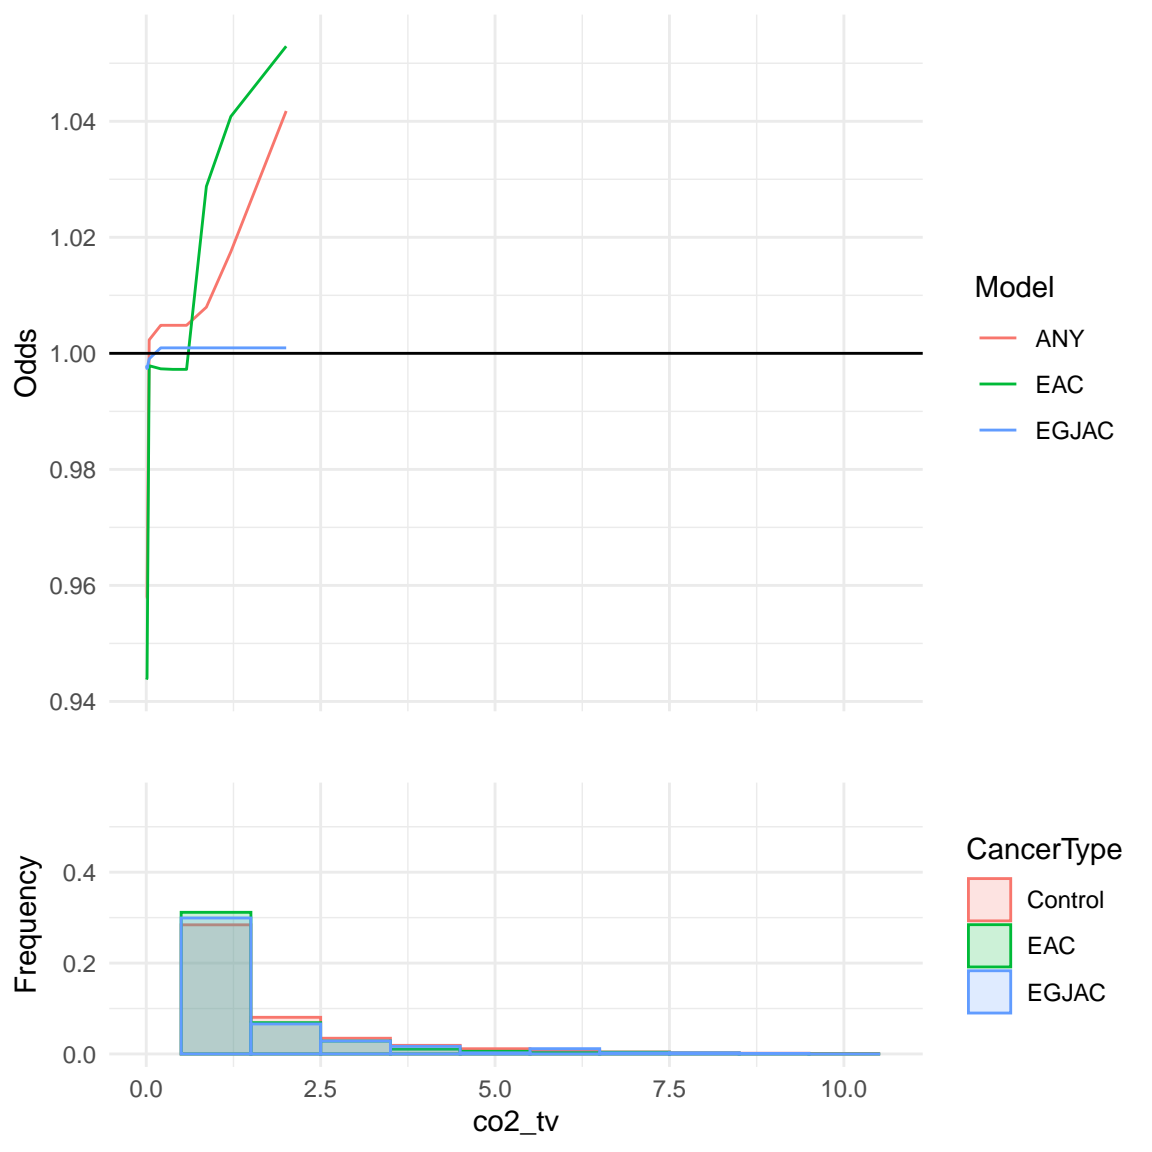 1.04
1.02
1.00
0.98
0.96
0.94
Odds
Model
ANY
EAC
EGJAC
0.4
0.2
0.0
Frequency
0.0 2.5 5.0 7.5 10.0
co2_tv
CancerType
Control
EAC
EGJAC